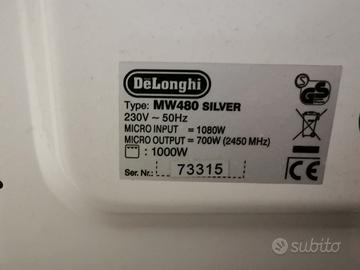 DeLonghi
Type: MW480 SILVER
230V ~ 50Hz
MICRO INPUT = 1080W
MICRO OUTPUT = 700W (2450 MHz)
: 1000W
Ser. Nr.: 73315
GS
CE
subito